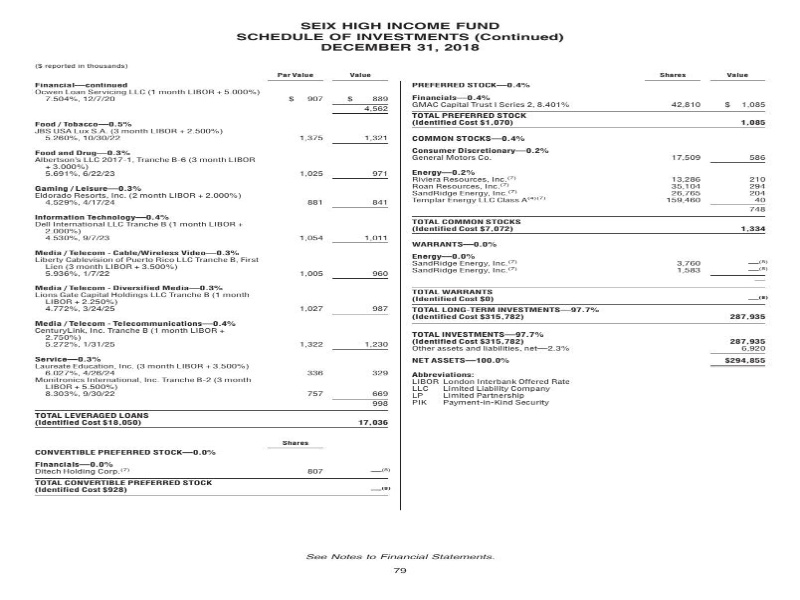 SEIX HIGH INCOME FUND
SCHEDULE OF INVESTMENTS (Continued)
DECEMBER 31, 2018
($ reported in thousands)
Par Value Value
Financial—continued
Ocwen Loan Servicing LLC (1 month LIBOR + 5.000%)
7.504%, 12/7/20 $ 907 $ 889
4,562
Food / Tobacco—0.5%
JBS USA Lux S.A. (3 month LIBOR + 2.500%)
5.260%, 10/30/22 1,375 1,321
Food and Drug—0.3%
Albertson's LLC 2017-1, Tranche B-6 (3 month LIBOR
+ 3.000%)
5.691%, 6/22/23 1,025 971
Gaming / Leisure—0.3%
Eldorado Resorts, Inc. (2 month LIBOR + 2.000%)
4.529%, 4/17/24 881 841
Information Technology—0.4%
Dell International LLC Tranche B (1 month LIBOR +
2.000%)
4.530%, 9/7/23 1,054 1,011
Media / Telecom - Cable/Wireless Video—0.3%
Liberty Cablevision of Puerto Rico LLC Tranche B, First
Lien (3 month LIBOR + 3.500%)
5.936%, 1/7/22 1,005 960
Media / Telecom - Diversified Media—0.3%
Lions Gate Capital Holdings LLC Tranche B (1 month
LIBOR + 2.250%)
4.772%, 3/24/25 1,027 987
Media / Telecom - Telecommunications—0.4%
CenturyLink, Inc. Tranche B (1 month LIBOR +
2.750%)
5.272%, 1/31/25 1,322 1,230
Service—0.3%
Laureate Education, Inc. (3 month LIBOR + 3.500%)
6.027%, 4/26/24 336 329
Monitronics International, Inc. Tranche B-2 (3 month
LIBOR + 5.500%)
8.303%, 9/30/22 757 669
998
TOTAL LEVERAGED LOANS
(Identified Cost $18,050) 17,036
Shares
CONVERTIBLE PREFERRED STOCK—0.0%
Financials—0.0%
Ditech Holding Corp.(7) 807 —(8)
TOTAL CONVERTIBLE PREFERRED STOCK
(Identified Cost $928) —(8)
Shares Value
PREFERRED STOCK—0.4%
Financials—0.4%
GMAC Capital Trust I Series 2, 8.401% 42,810 $ 1,085
TOTAL PREFERRED STOCK
(Identified Cost $1,070) 1,085
COMMON STOCKS—0.4%
Consumer Discretionary—0.2%
General Motors Co. 17,509 586
Energy—0.2%
Riviera Resources, Inc.(7) 13,286 210
Roan Resources, Inc.(7) 35,104 294
SandRidge Energy, Inc.(7) 26,765 204
Templar Energy LLC Class A(4)(7) 159,460 40
748
TOTAL COMMON STOCKS
(Identified Cost $7,072) 1,334
WARRANTS—0.0%
Energy—0.0%
SandRidge Energy, Inc.(7) 3,760 —(8)
SandRidge Energy, Inc.(7) 1,583 —(8)
—
TOTAL WARRANTS
(Identified Cost $0) —(8)
TOTAL LONG-TERM INVESTMENTS—97.7%
(Identified Cost $315,782) 287,935
TOTAL INVESTMENTS—97.7%
(Identified Cost $315,782) 287,935
Other assets and liabilities, net—2.3% 6,920
NET ASSETS—100.0% $294,855
Abbreviations:
LIBOR London Interbank Offered Rate
LLC Limited Liability Company
LP Limited Partnership
PIK Payment-in-Kind Security
See Notes to Financial Statements.
79